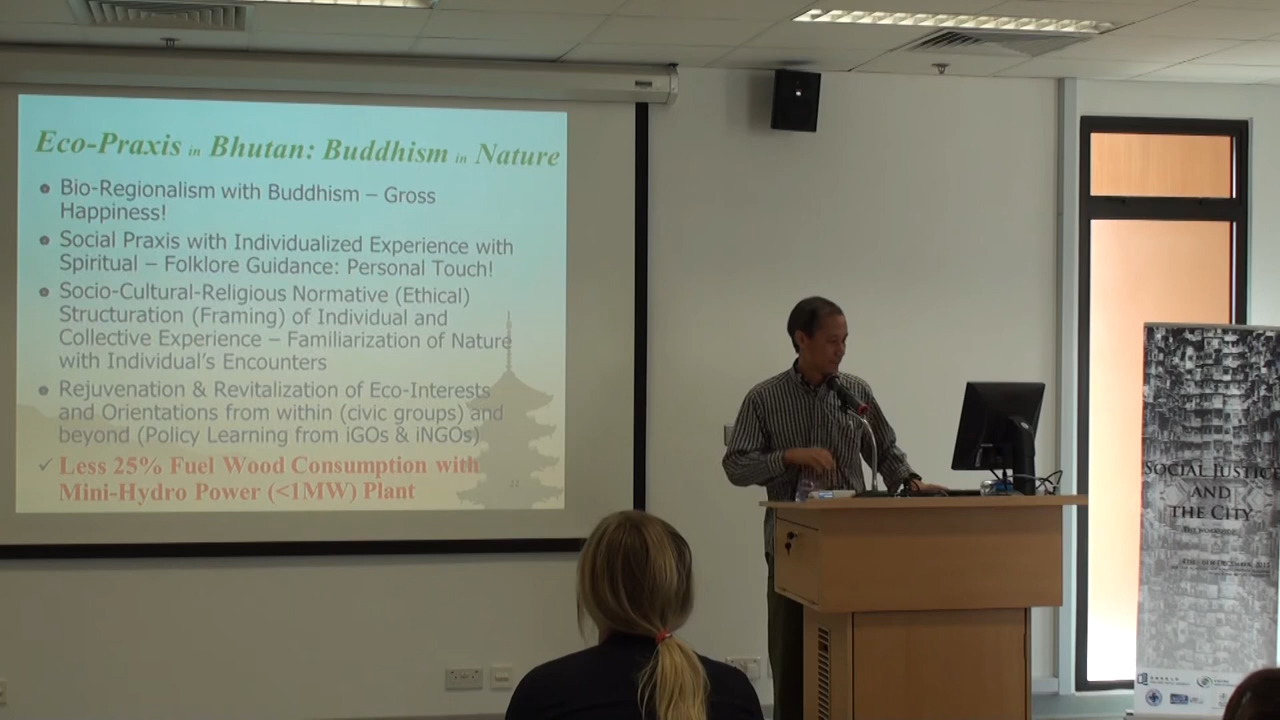 Eco-Praxis in Bhutan: Buddhism in Nature
Bio-Regionalism with Buddhism – Gross
Happiness!
Social Praxis with Individualized Experience with
Spiritual – Folklore Guidance: Personal Touch!
Socio-Cultural-Religious Normative (Ethical)
Structuration (Framing) of Individual and
Collective Experience – Familiarization of Nature
with Individual's Encounters
Rejuvenation & Revitalization of Eco-Interests
and Orientations from within (civic groups) and
beyond (Policy Learning from iGOs & iNGOs)
✓ Less 25% Fuel Wood Consumption with
Mini-Hydro Power (<1MW) Plant
SOCIAL JUSTIC
AND
THE CITY